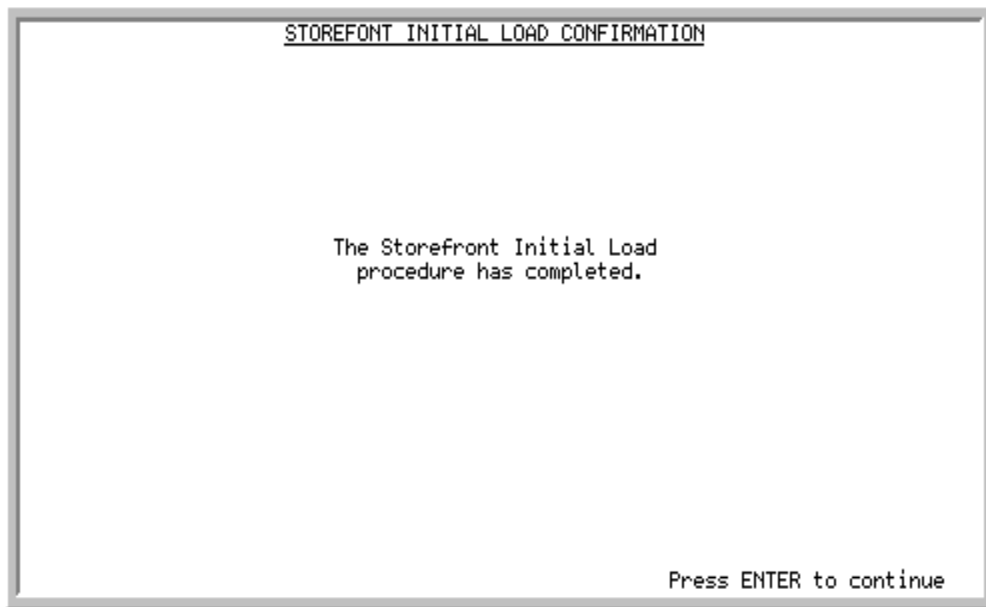 STOREFONT INITIAL LOAD CONFIRMATION
The Storefront Initial Load
procedure has completed.
Press ENTER to continue